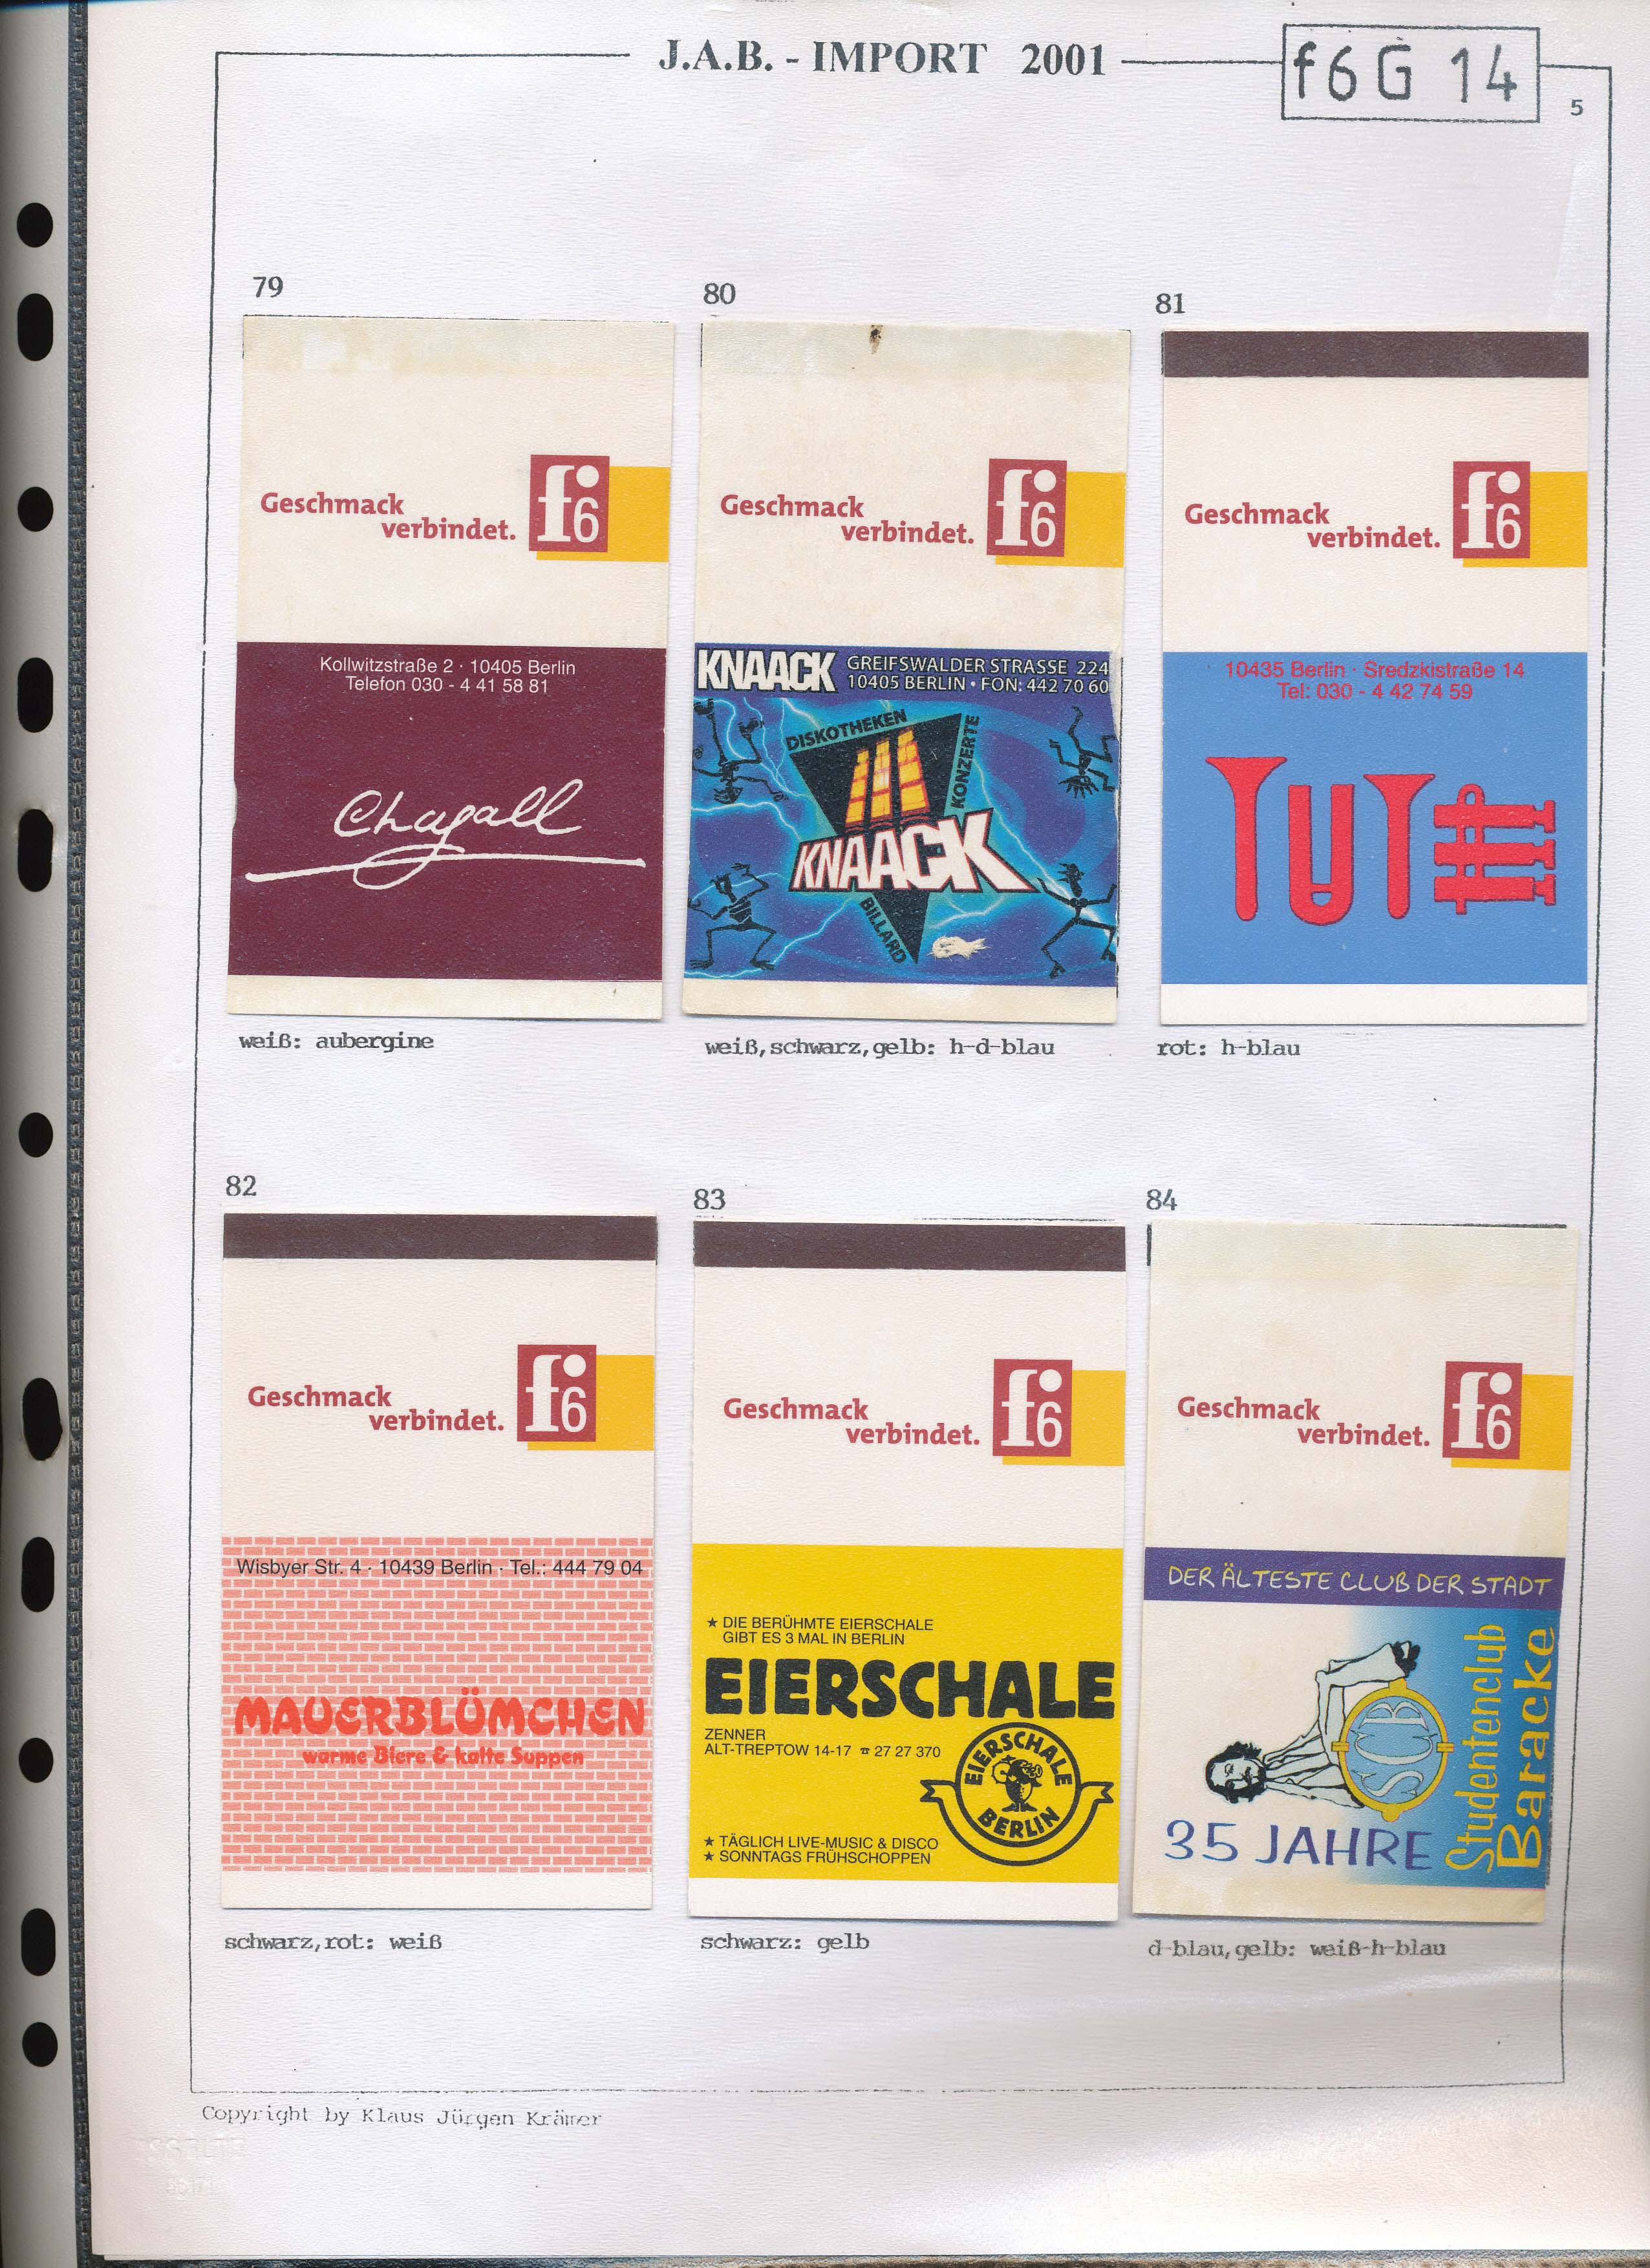 J.A.B. - IMPORT 2001
f6G 14
5
79
Geschmack
verbindet.
f6
Kollwitzstraße 2 · 10405 Berlin
Telefon 030 - 4 41 58 81
Chagall
weiß: aubergine
80
Geschmack
verbindet.
f6
KNAACK
GREIFSWALDER STRASSE 224
10405 BERLIN • FON: 442 70 60
DISKOTHEKEN
KONZERTE
KNAACK
BILLARD
weiß,schwarz,gelb: h-d-blau
81
Geschmack
verbindet.
f6
10435 Berlin · Sredzkistraße 14
Tel: 030 - 4 42 74 59
TUT
rot: h-blau
82
Geschmack
verbindet.
f6
Wisbyer Str. 4 · 10439 Berlin · Tel.: 444 79 04
MAUERBLÜMCHEN
warme Biere & kalte Suppen
schwarz,rot: weiß
83
Geschmack
verbindet.
f6
★ DIE BERÜHMTE EIERSCHALE
GIBT ES 3 MAL IN BERLIN
EIERSCHALE
ZENNER
ALT-TREPTOW 14-17 ☎ 27 27 370
EIERSCHALE
BERLIN
★ TÄGLICH LIVE-MUSIC & DISCO
★ SONNTAGS FRÜHSCHOPPEN
schwarz: gelb
84
Geschmack
verbindet.
f6
DER ÄLTESTE CLUB DER STADT
SCB
Studentenclub
Baracke
35 JAHRE
d-blau,gelb: weiß-h-blau
Copyright by Klaus Jürgen Krämer